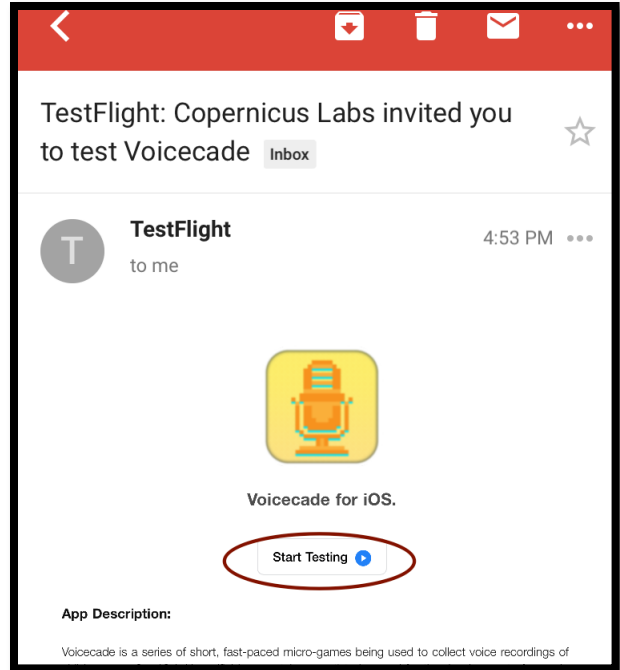 TestFlight: Copernicus Labs invited you
to test Voicecade Inbox
T
TestFlight
4:53 PM
to me
Voicecade for iOS.
Start Testing
App Description:
Voicecade is a series of short, fast-paced micro-games being used to collect voice recordings of